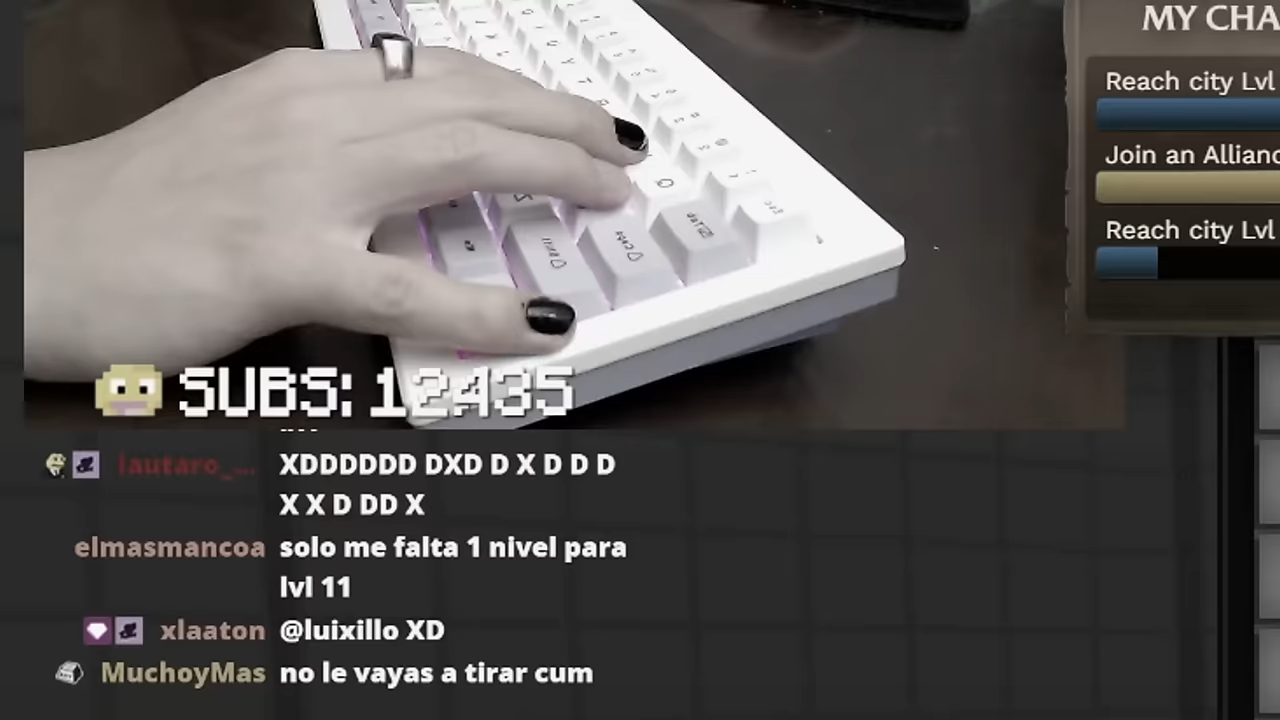 MY CHA
Reach city Lvl
Join an Allianc
Reach city Lvl
SUBS: 12435
lautaro_...
XDDDDDD DXD D X D D D
X X D DD X
elmasmancoa
solo me falta 1 nivel para
lvl 11
xlaaton
@luixillo XD
MuchoyMas
no le vayas a tirar cum